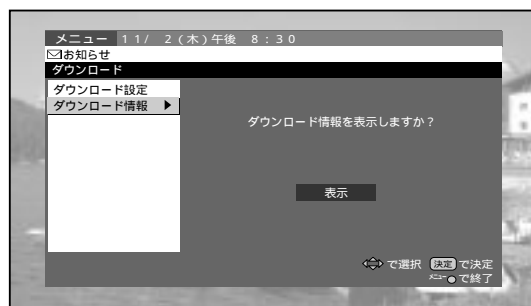 メニュー 11/ 2(木)午後 8:30
お知らせ
ダウンロード
ダウンロード設定
ダウンロード情報 ▶
ダウンロード情報を表示しますか?
表示
で選択 決定 で決定
メニュー で終了